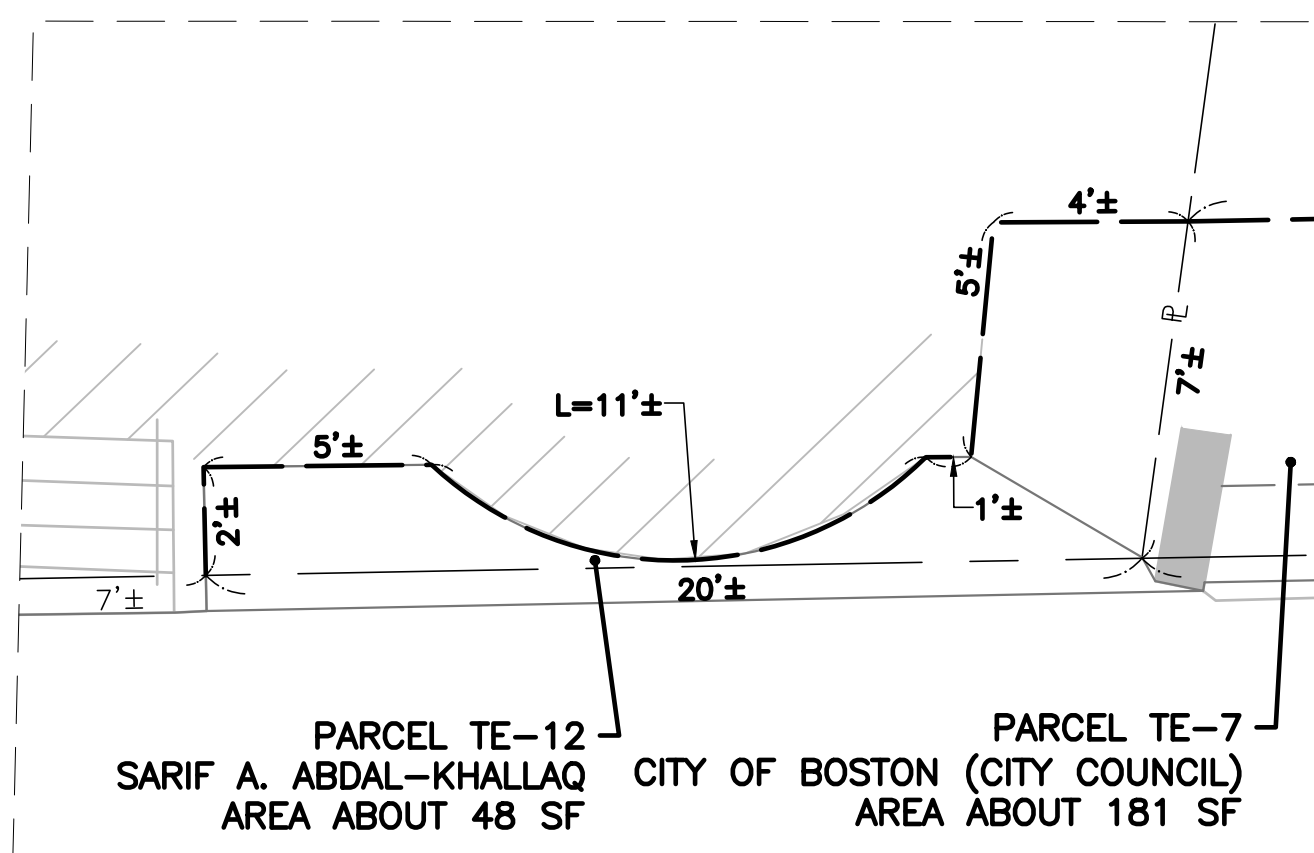 4'±
5'±
PL
7'±
L=11'±
5'±
2'±
1'±
20'±
7'±
PARCEL TE-12
SARIF A. ABDAL-KHALLAQ
AREA ABOUT 48 SF
PARCEL TE-7
CITY OF BOSTON (CITY COUNCIL)
AREA ABOUT 181 SF